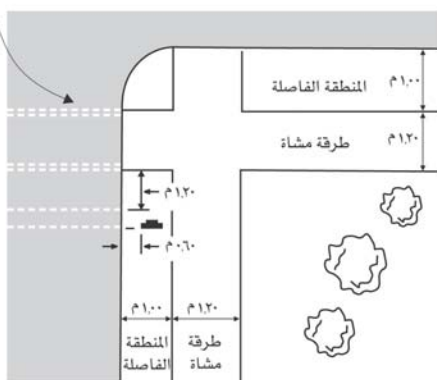 ١٫٠٠م
المنطقة الفاصلة
١٫٢٠م
طرقة مشاة
١٫٢٠م
٠٫٦٠م
١٫٠٠م
١٫٢٠م
المنطقة
الفاصلة
طرقة
مشاة